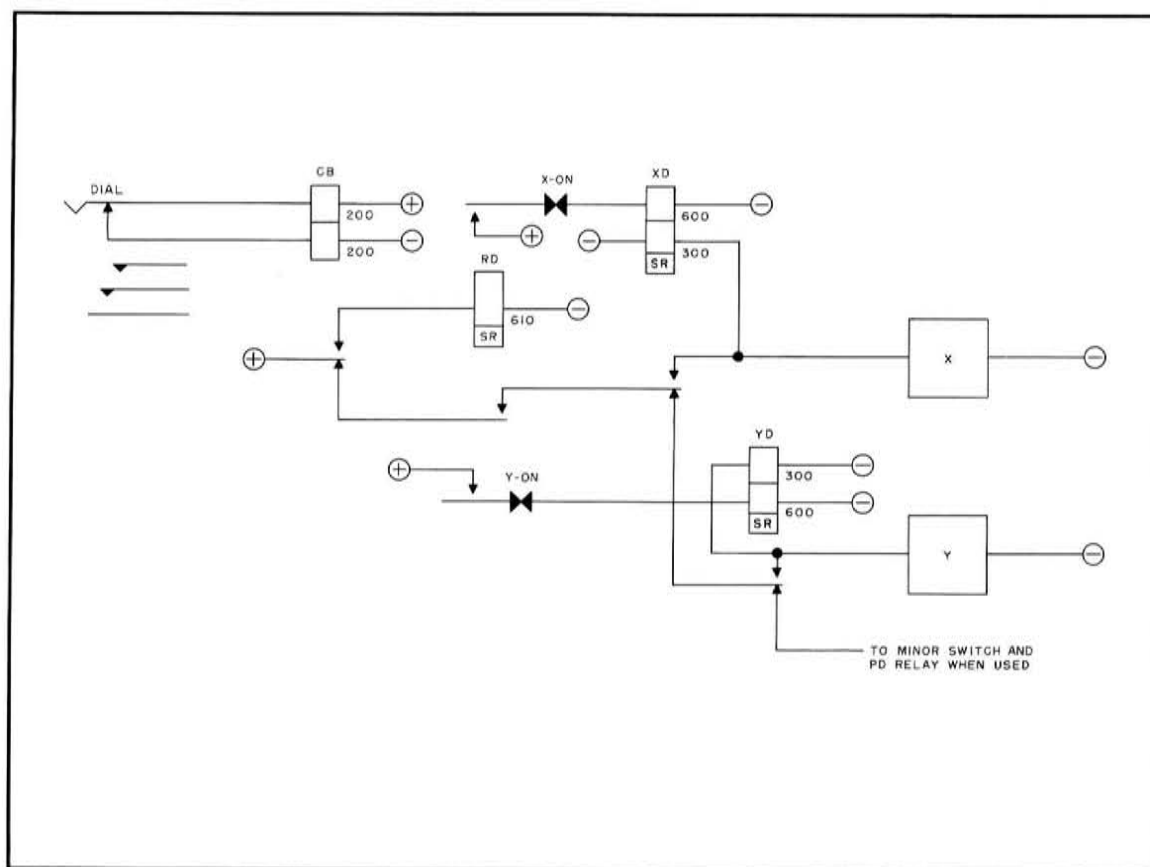 CB
XD
X-ON
DIAL
200
600
200
300
SR
RD
610
SR
X
YD
Y-ON
300
600
SR
Y
TO MINOR SWITCH AND
PD RELAY WHEN USED